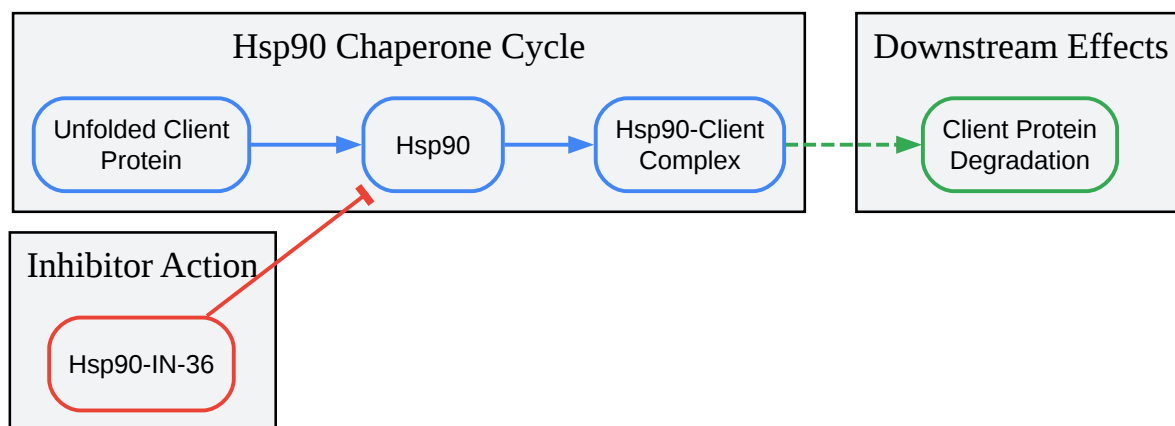 Hsp90 Chaperone Cycle
Downstream Effects
Unfolded Client
Protein
Hsp90
Hsp90-Client
Complex
Client Protein
Degradation
Inhibitor Action
Hsp90-IN-36